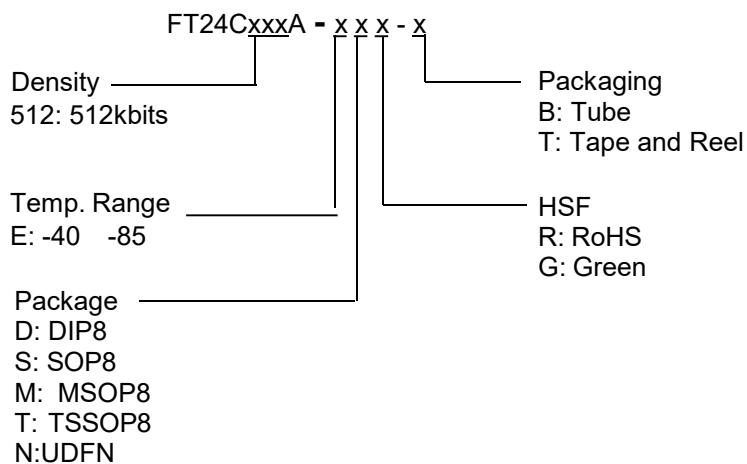 FT24CxxxA - x x x - x
Density
512: 512kbits
Packaging
B: Tube
T: Tape and Reel
Temp. Range
E: -40 -85
HSF
R: RoHS
G: Green
Package
D: DIP8
S: SOP8
M: MSOP8
T: TSSOP8
N:UDFN